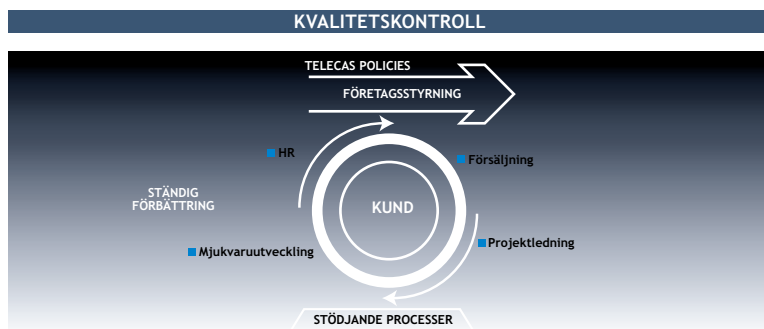 KVALITETSKONTROLL
TELECAS POLICIES
FÖRETAGSSTYRNING
HR
Försäljning
STÄNDIG
FÖRBÄTTRING
KUND
Projektledning
Mjukvaruutveckling
STÖDJANDE PROCESSER